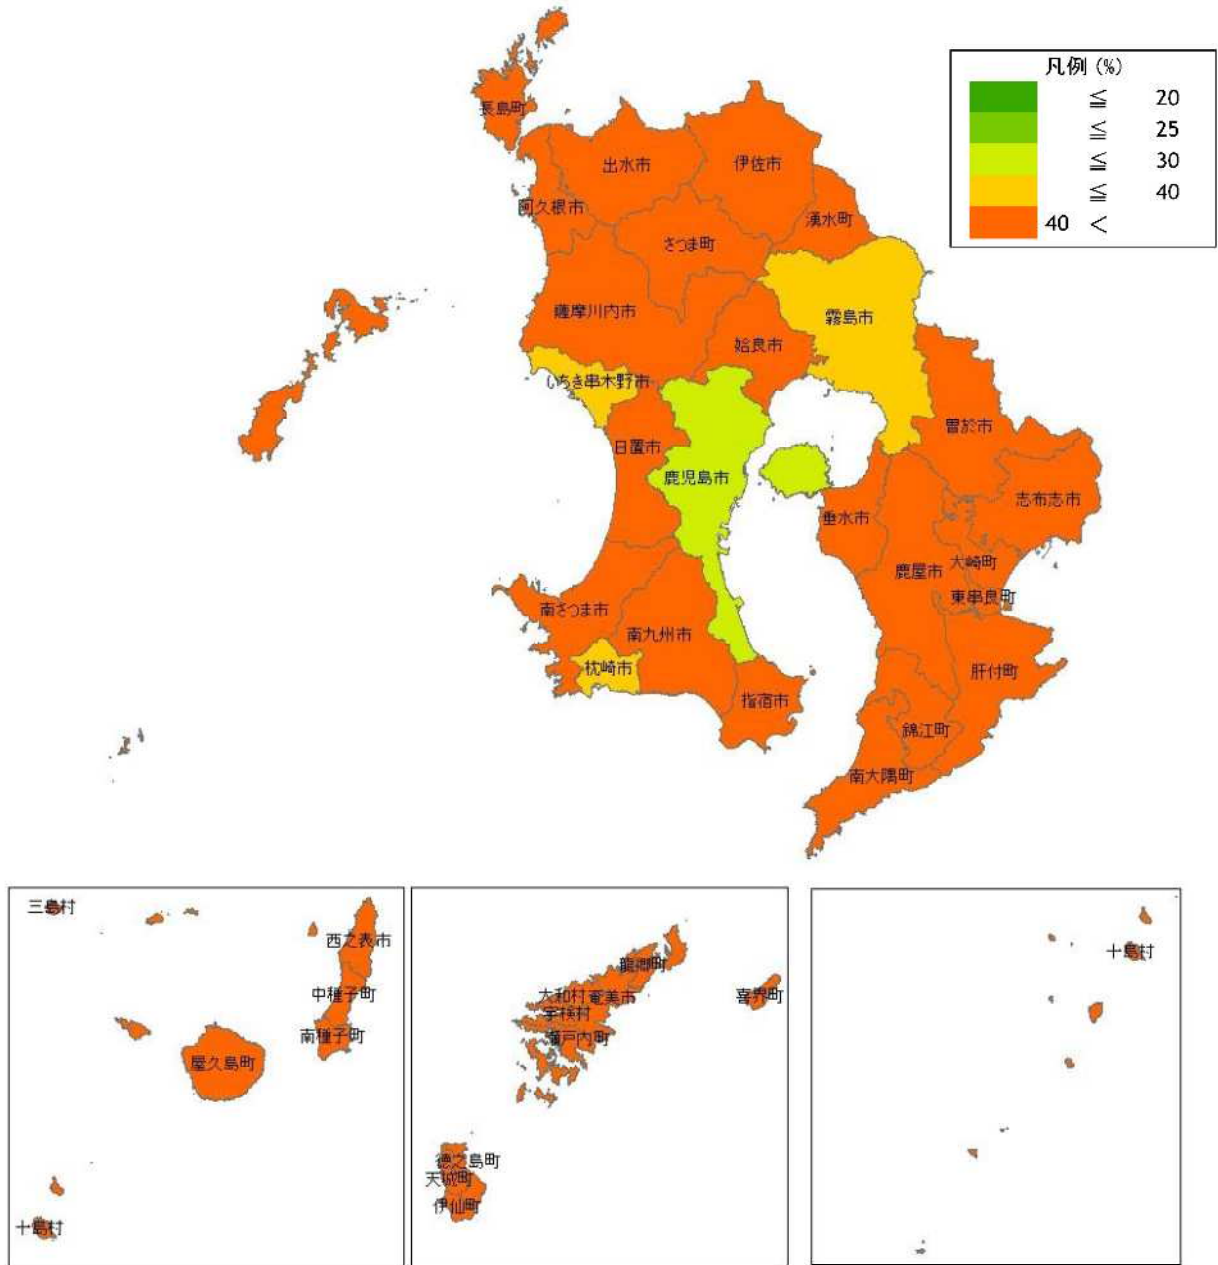 凡例 (%)
≦ 20
≦ 25
≦ 30
≦ 40
40 <
長島町
出水市
伊佐市
阿久根市
湧水町
さつま町
薩摩川内市
霧島市
姶良市
いちき串木野市
曽於市
日置市
鹿児島市
志布志市
垂水市
大崎町
鹿屋市
東串良町
南さつま市
南九州市
枕崎市
肝付町
指宿市
錦江町
南大隅町
三島村
西之表市
中種子町
南種子町
屋久島町
十島村
龍郷町
大和村
奄美市
喜界町
宇検村
瀬戸内町
徳之島町
天城町
伊仙町
十島村